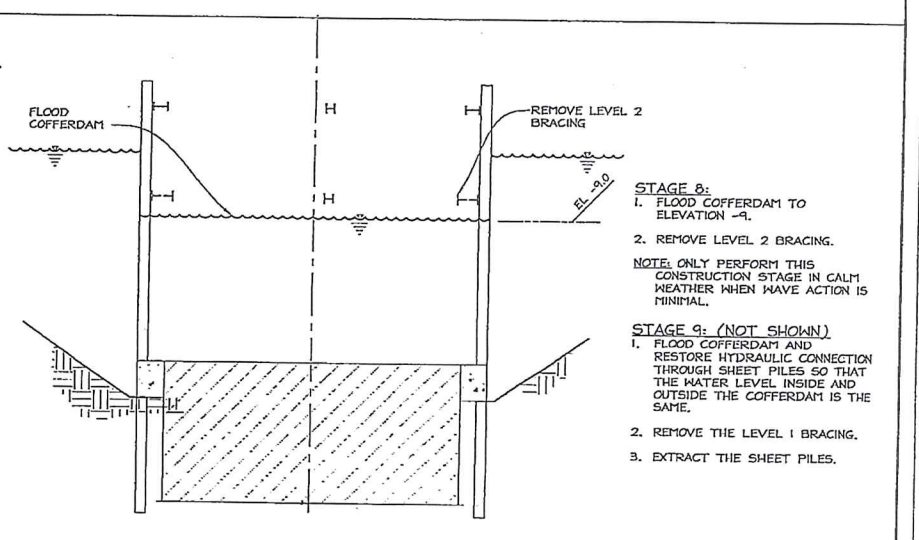 FLOOD
COFFERDAM
REMOVE LEVEL 2
BRACING
EL -9.0
STAGE 8:
1. FLOOD COFFERDAM TO
ELEVATION -9.
2. REMOVE LEVEL 2 BRACING.
NOTE: ONLY PERFORM THIS
CONSTRUCTION STAGE IN CALM
WEATHER WHEN WAVE ACTION IS
MINIMAL.
STAGE 9: (NOT SHOWN)
1. FLOOD COFFERDAM AND
RESTORE HYDRAULIC CONNECTION
THROUGH SHEET PILES SO THAT
THE WATER LEVEL INSIDE AND
OUTSIDE THE COFFERDAM IS THE
SAME.
2. REMOVE THE LEVEL 1 BRACING.
3. EXTRACT THE SHEET PILES.